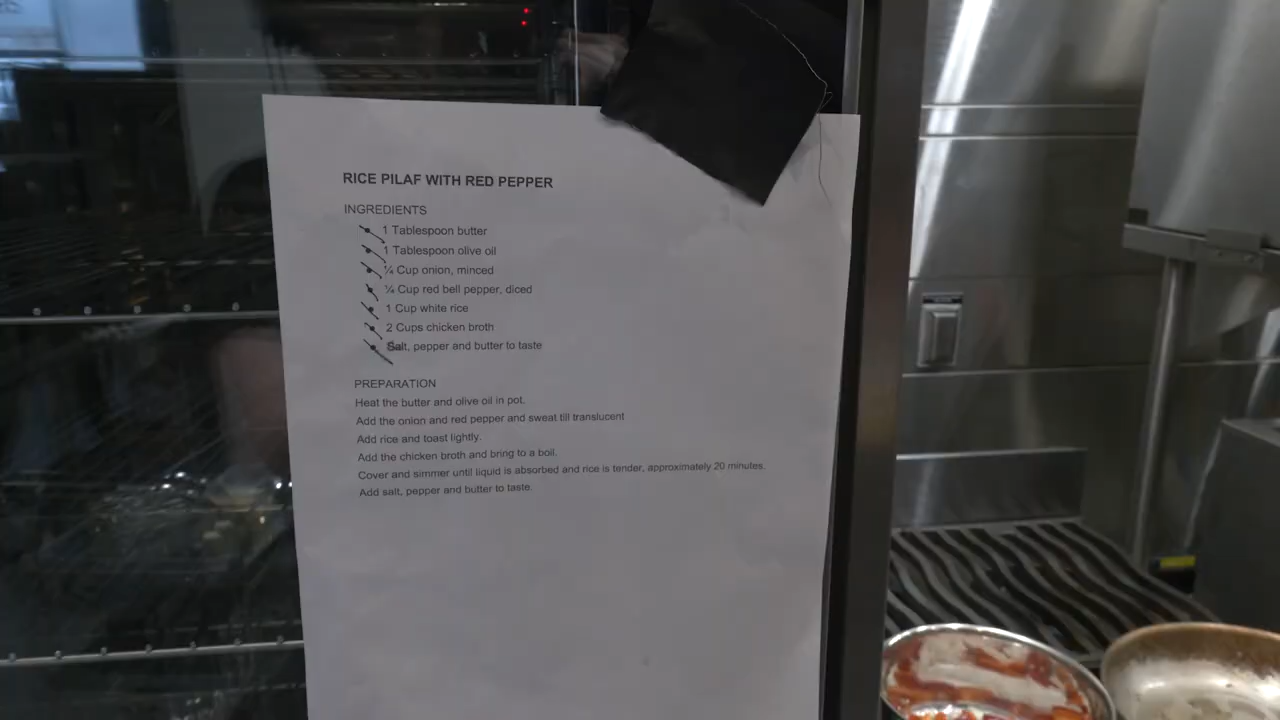 RICE PILAF WITH RED PEPPER
INGREDIENTS
1 Tablespoon butter
1 Tablespoon olive oil
¼ Cup onion, minced
¼ Cup red bell pepper, diced
1 Cup white rice
2 Cups chicken broth
Salt, pepper and butter to taste
PREPARATION
Heat the butter and olive oil in pot.
Add the onion and red pepper and sweat till translucent
Add rice and toast lightly.
Add the chicken broth and bring to a boil.
Cover and simmer until liquid is absorbed and rice is tender, approximately 20 minutes.
Add salt, pepper and butter to taste.